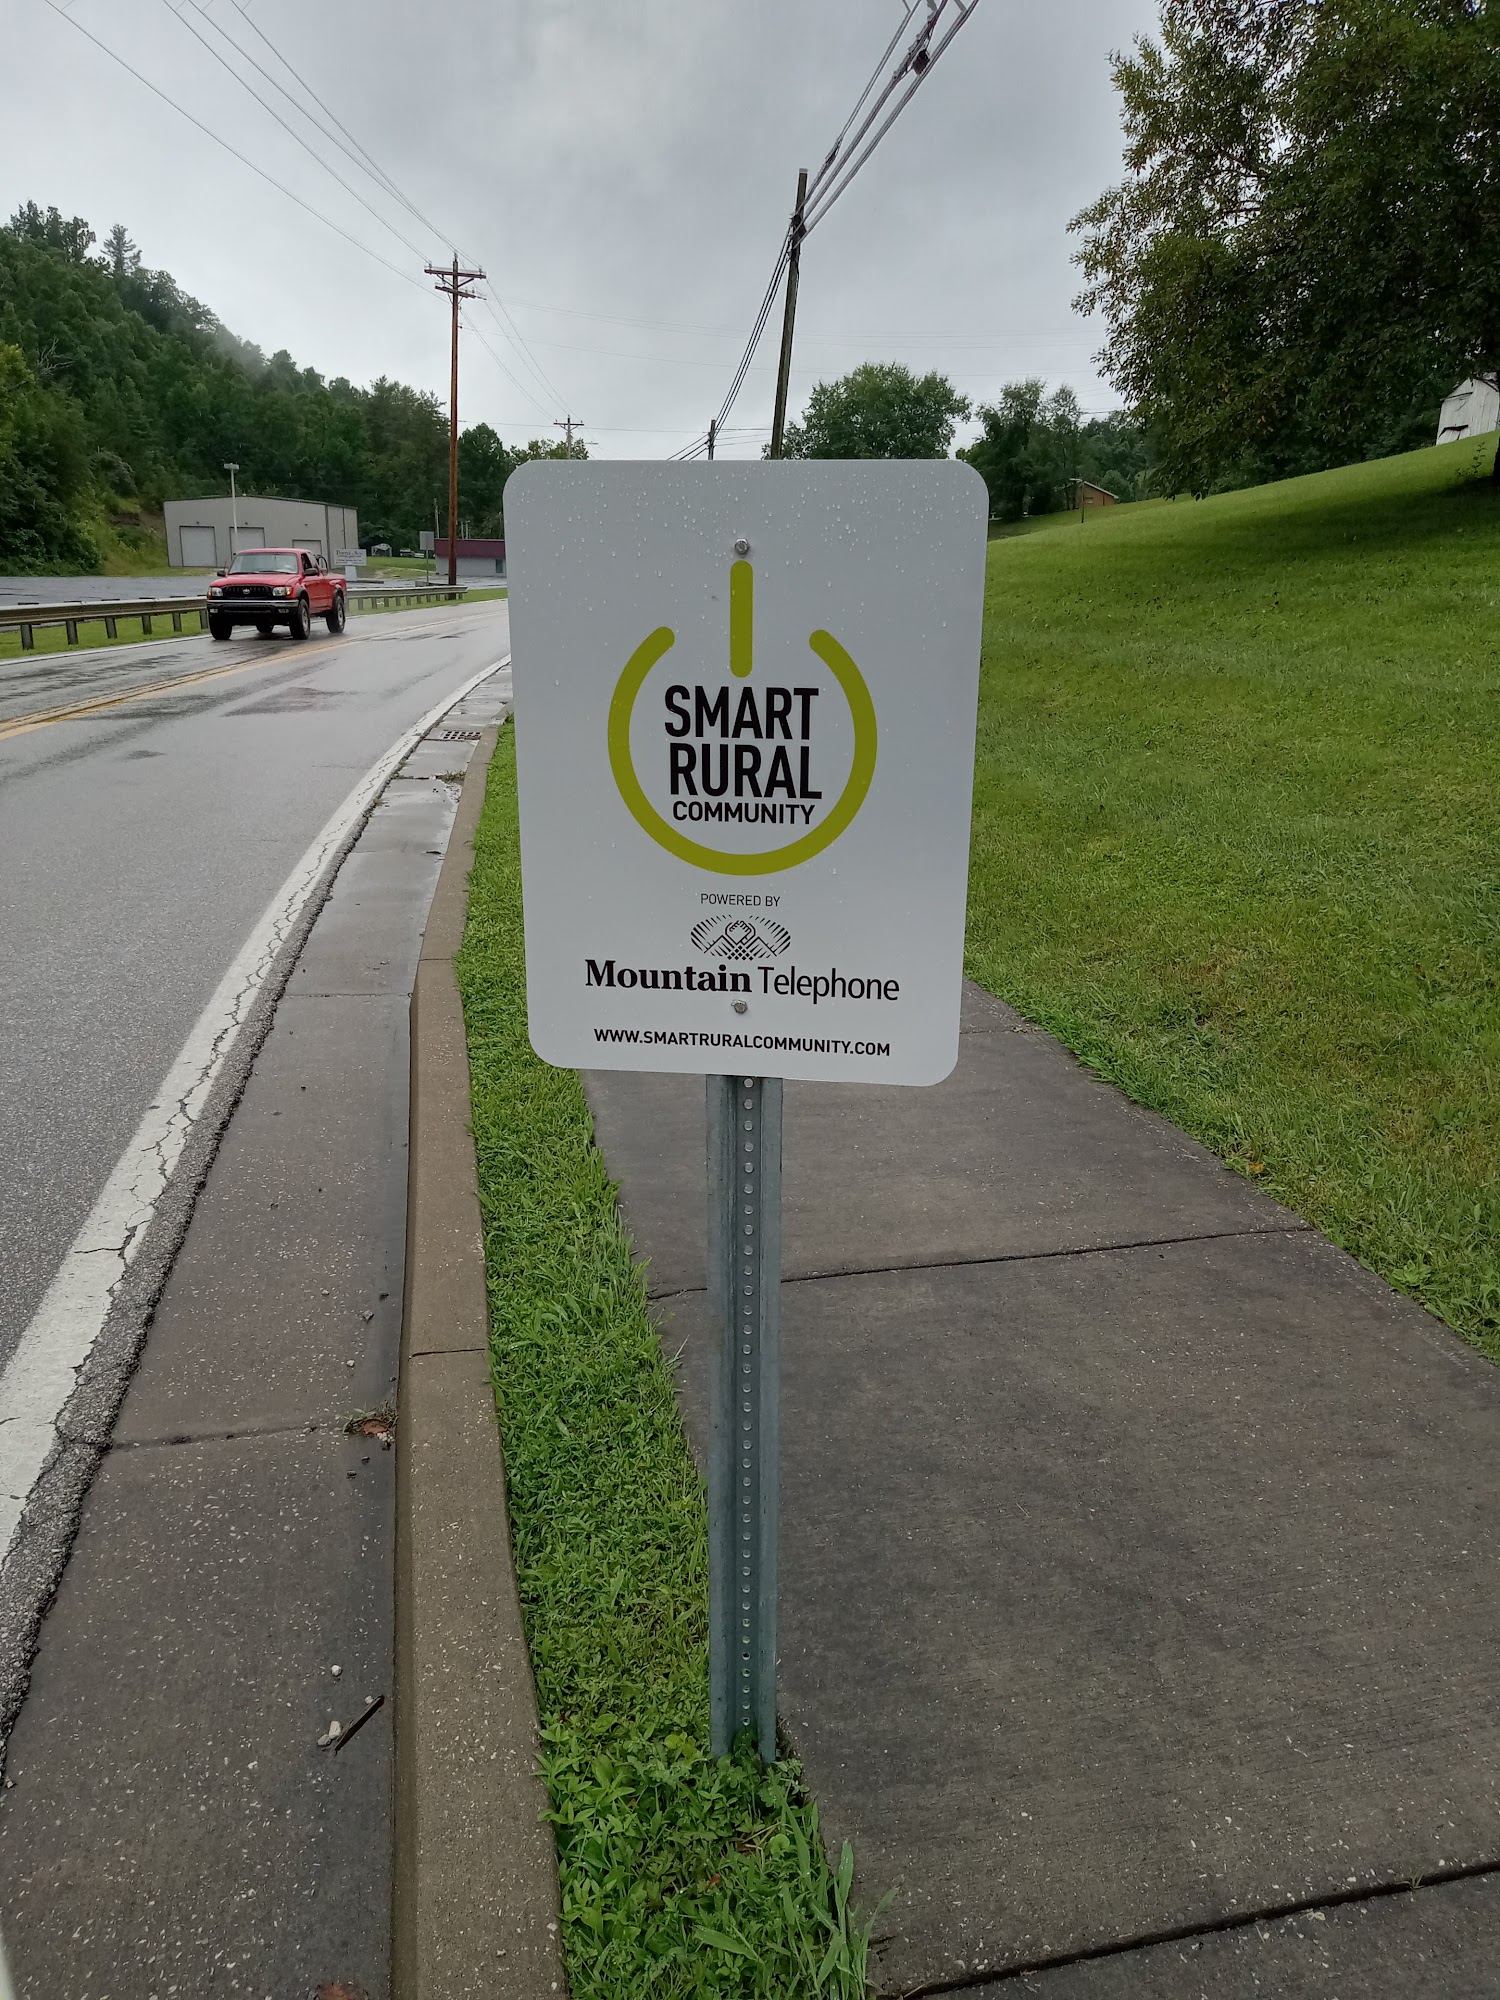 SMART
RURAL
COMMUNITY
POWERED BY
Mountain Telephone
WWW.SMARTRURALCOMMUNITY.COM